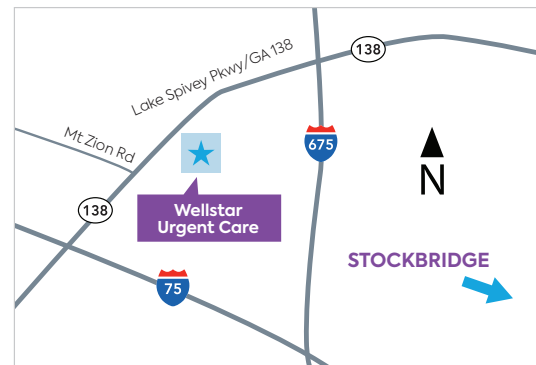 138
Lake Spivey Pkwy/GA 138
Mt Zion Rd
675
N
138
Wellstar
Urgent Care
STOCKBRIDGE
75